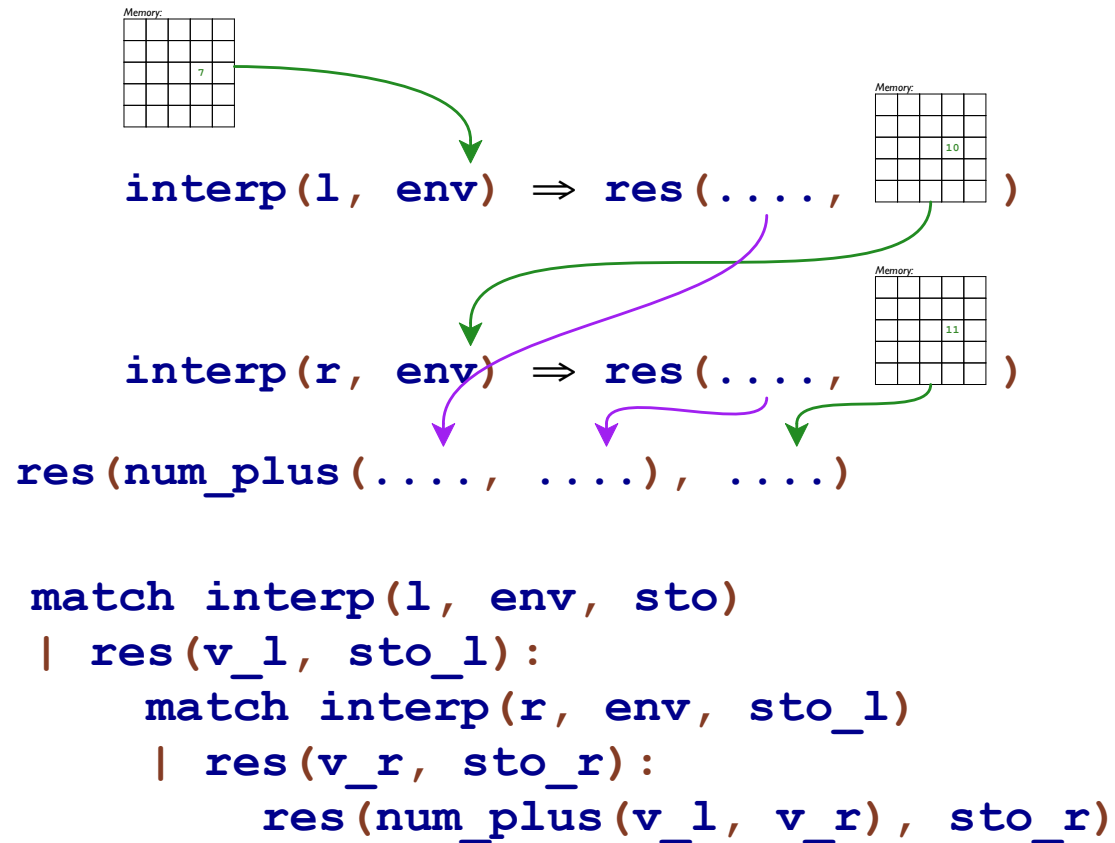 Memory:
7
Memory:
10
interp(l, env) ⇒ res(...., )
Memory:
11
interp(r, env) ⇒ res(...., )
res(num_plus(...., ....), ....)
match interp(l, env, sto)
| res(v_l, sto_l):
match interp(r, env, sto_l)
| res(v_r, sto_r):
res(num_plus(v_l, v_r), sto_r)